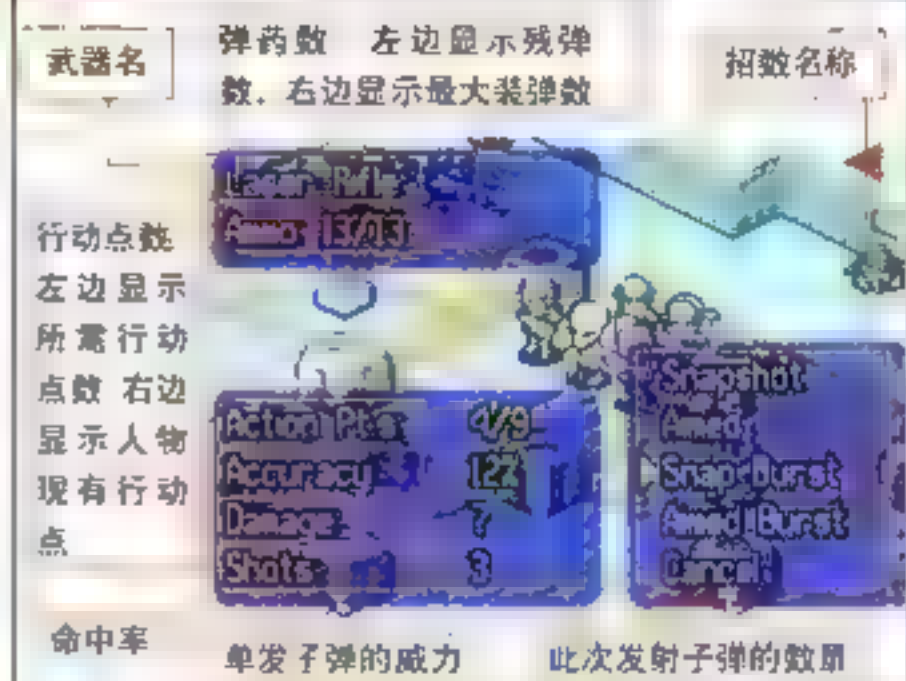 武器名
弹药数 左边显示残弹
数．右边显示最大装弹数
招数名称
Laser Rifle
Ammo: 13/13
行动点数
左边显示
所需行动
点数 右边
显示人物
现有行动
点
Action Pts 4/9
Accuracy 12%
Damage 7
Shots 3
Snapshot
Aimed
Snap Burst
Aimed Burst
Cancel
命中率
单发子弹的威力
此次发射子弹的数量